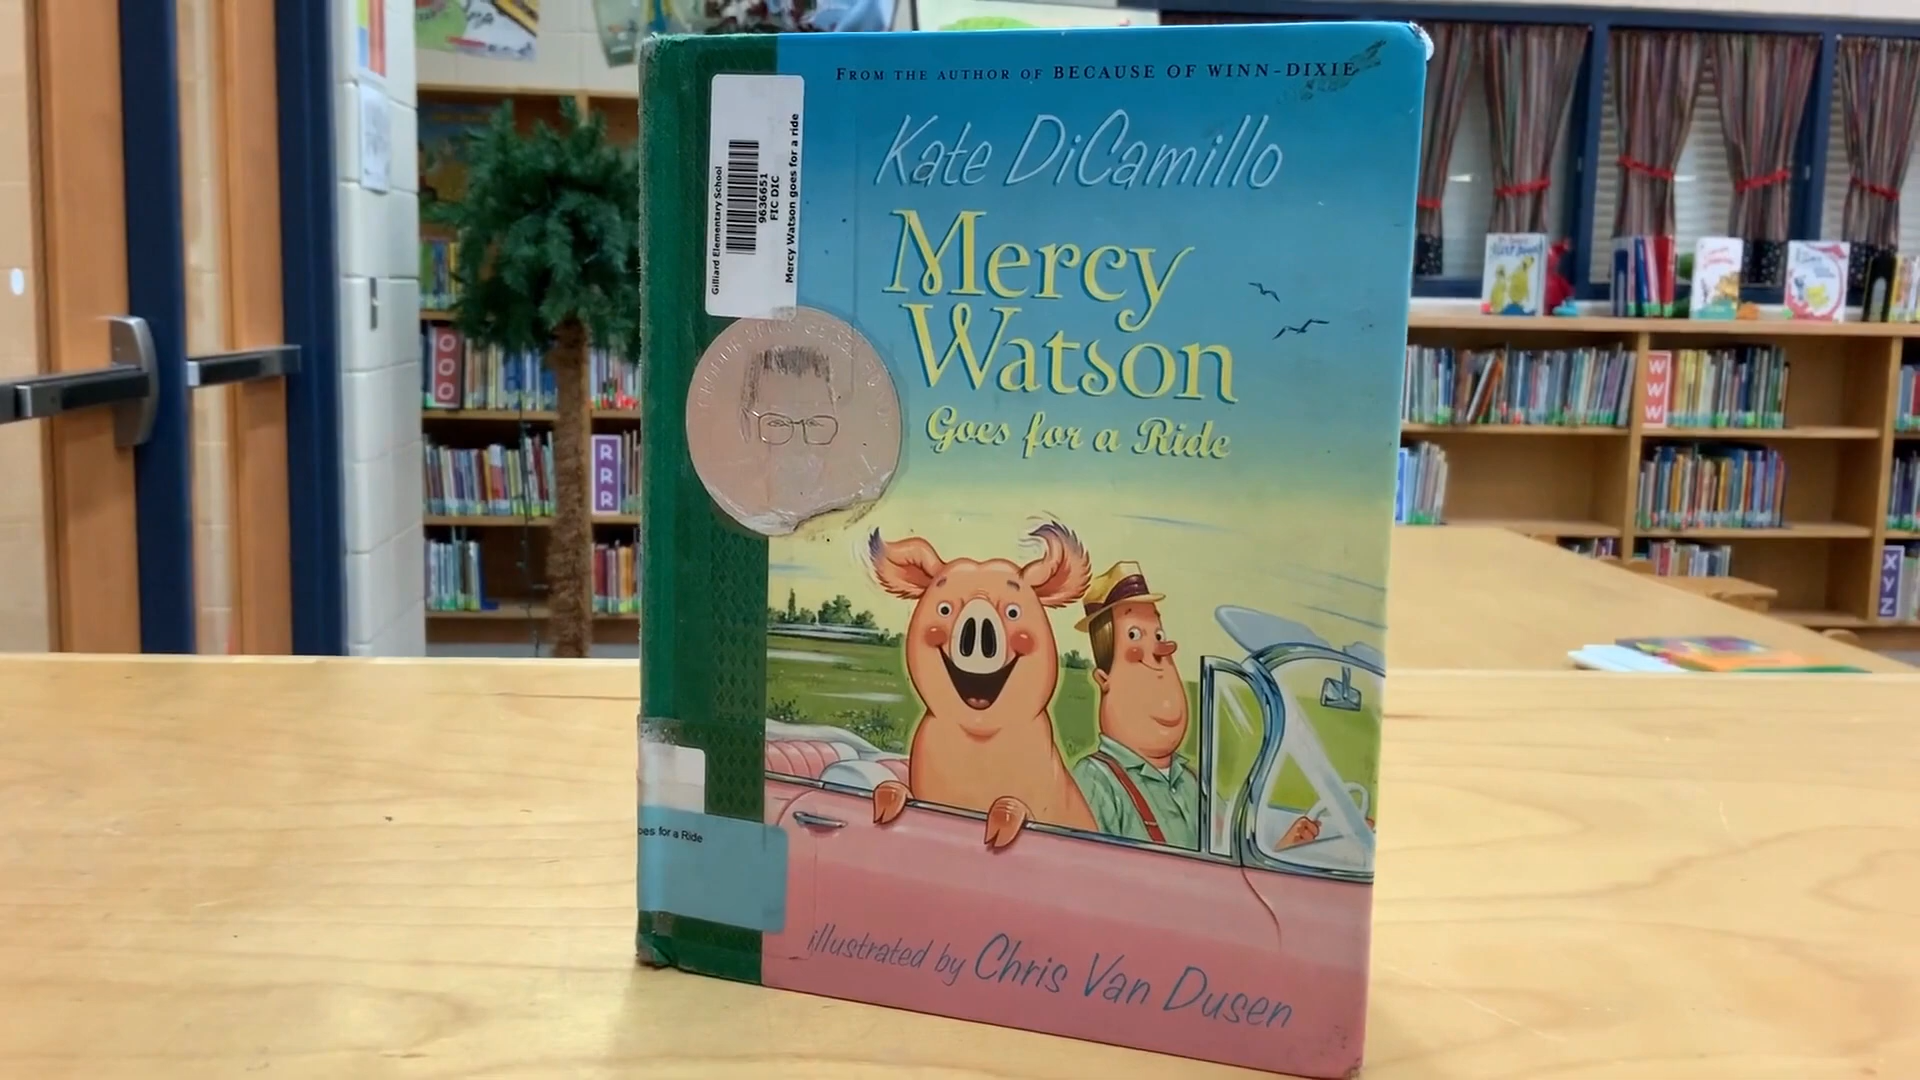 FROM THE AUTHOR OF BECAUSE OF WINN-DIXIE
Kate DiCamillo
Mercy
Watson
Goes for a Ride
illustrated by Chris Van Dusen
Gilliard Elementary School
9636651
FIC DIC
Mercy Watson goes for a ride
oes for a Ride
O
O
O
R
R
R
W
W
W
X
Y
Z